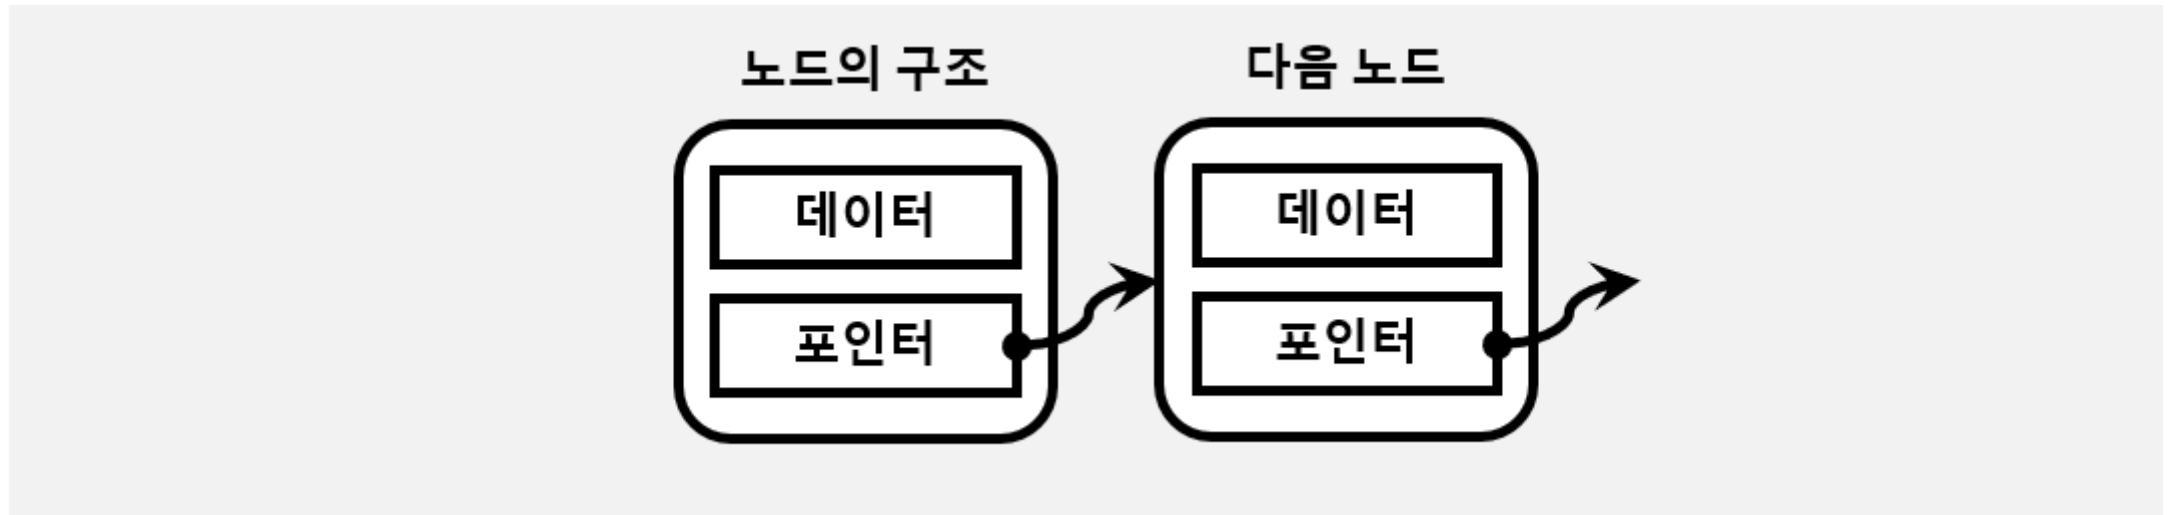 노드의 구조
데이터
포인터
다음 노드
데이터
포인터